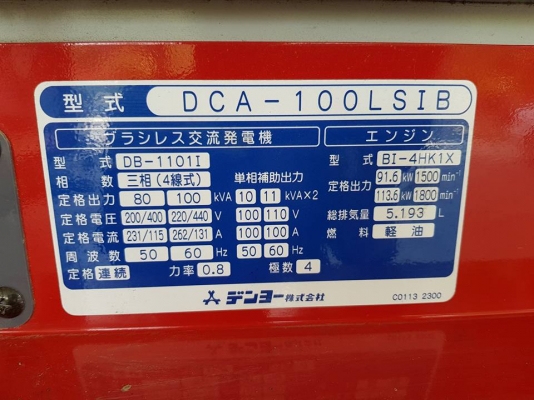 型式 DCA-100LSIB
ブラシレス交流発電機 エンジン
型式 DB-1101I 型式 BI-4HK1X
相数 三相(4線式) 単相補助出力 定格出力 91.6 kW 1500 min⁻¹
定格出力 80 100 kVA 10 11 kVA×2 113.6 kW 1800 min⁻¹
定格電圧 200/400 220/440 V 100 110 V 総排気量 5.193 L
定格電流 231/115 262/131 A 100 100 A 燃料 軽油
周波数 50 60 Hz 50 60 Hz
定格 連続 力率 0.8 極数 4
デンヨー株式会社 C0113 2300